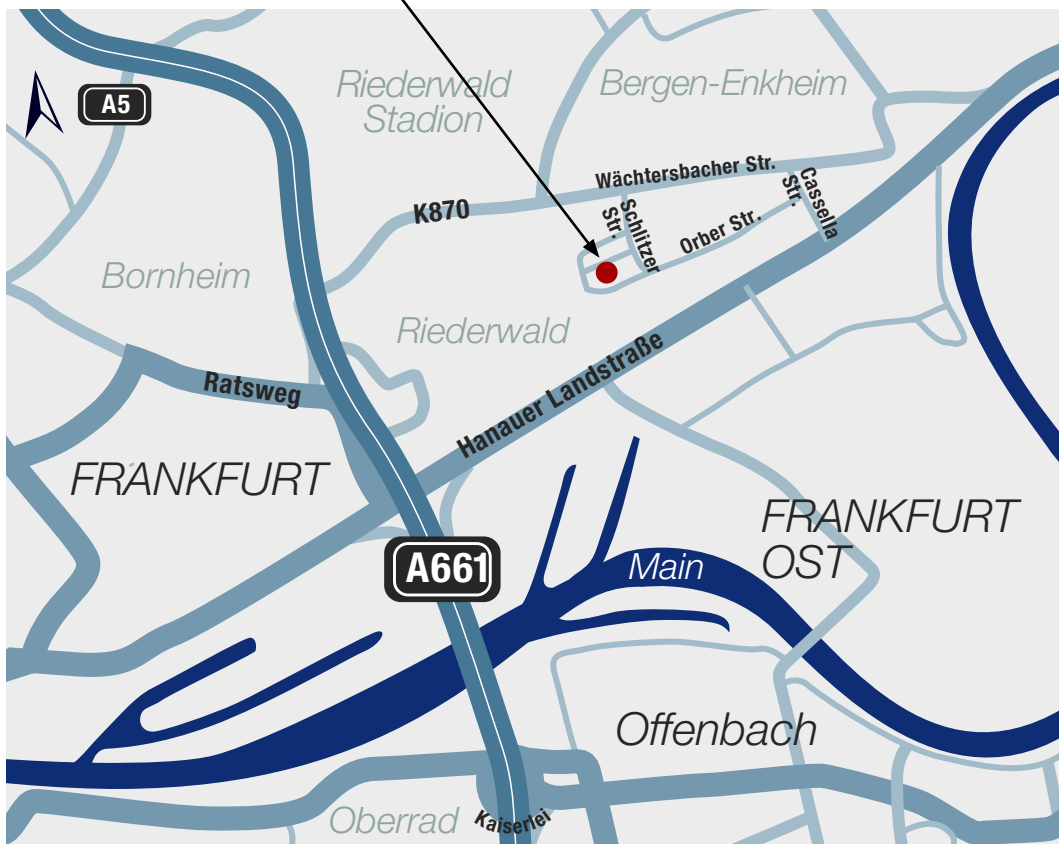 A5
Riederwald
Stadion
Bergen-Enkheim
Wächtersbacher Str.
K870
Schlitzer
Str.
Orber Str.
Cassella
Str.
Bornheim
Riederwald
Ratsweg
Hanauer Landstraße
FRANKFURT
FRANKFURT
OST
A661
Main
Offenbach
Oberrad
Kaiserlei